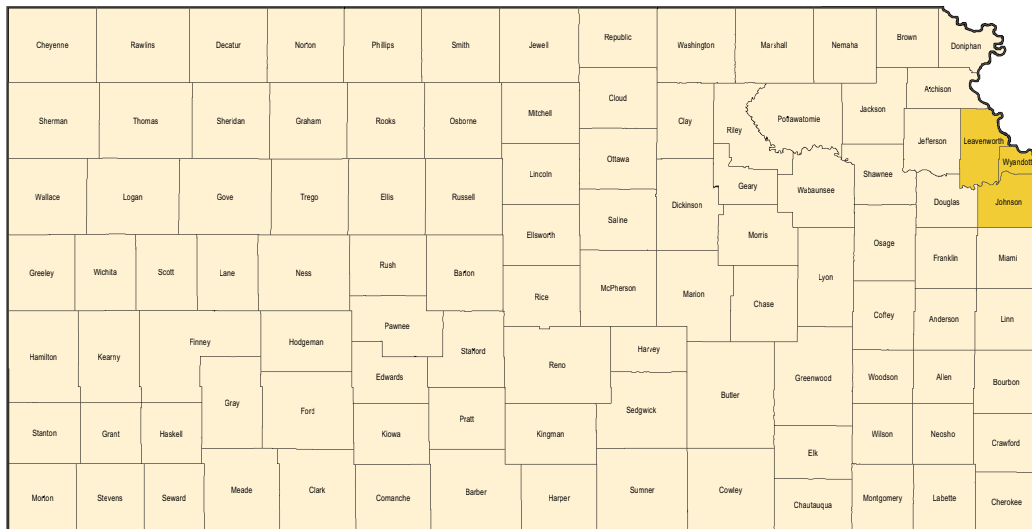 Cheyenne
Rawlins
Decatur
Norton
Phillips
Smith
Jewell
Republic
Washington
Marshall
Nemaha
Brown
Doniphan
Sherman
Thomas
Sheridan
Graham
Rooks
Osborne
Mitchell
Cloud
Clay
Riley
Pottawatomie
Jackson
Atchison
Jefferson
Leavenworth
Wyandott
Wallace
Logan
Gove
Trego
Ellis
Russell
Lincoln
Ottawa
Saline
Dickinson
Geary
Wabaunsee
Shawnee
Douglas
Johnson
Ellsworth
Morris
Osage
Franklin
Miami
Greeley
Wichita
Scott
Lane
Ness
Rush
Barton
Rice
McPherson
Marion
Chase
Lyon
Coffey
Anderson
Linn
Hamilton
Kearny
Finney
Hodgeman
Pawnee
Stafford
Edwards
Reno
Harvey
Sedgwick
Butler
Greenwood
Woodson
Allen
Bourbon
Gray
Ford
Stanton
Grant
Haskell
Kiowa
Pratt
Kingman
Elk
Wilson
Neosho
Crawford
Morton
Stevens
Seward
Meade
Clark
Comanche
Barber
Harper
Sumner
Cowley
Chautauqua
Montgomery
Labette
Cherokee